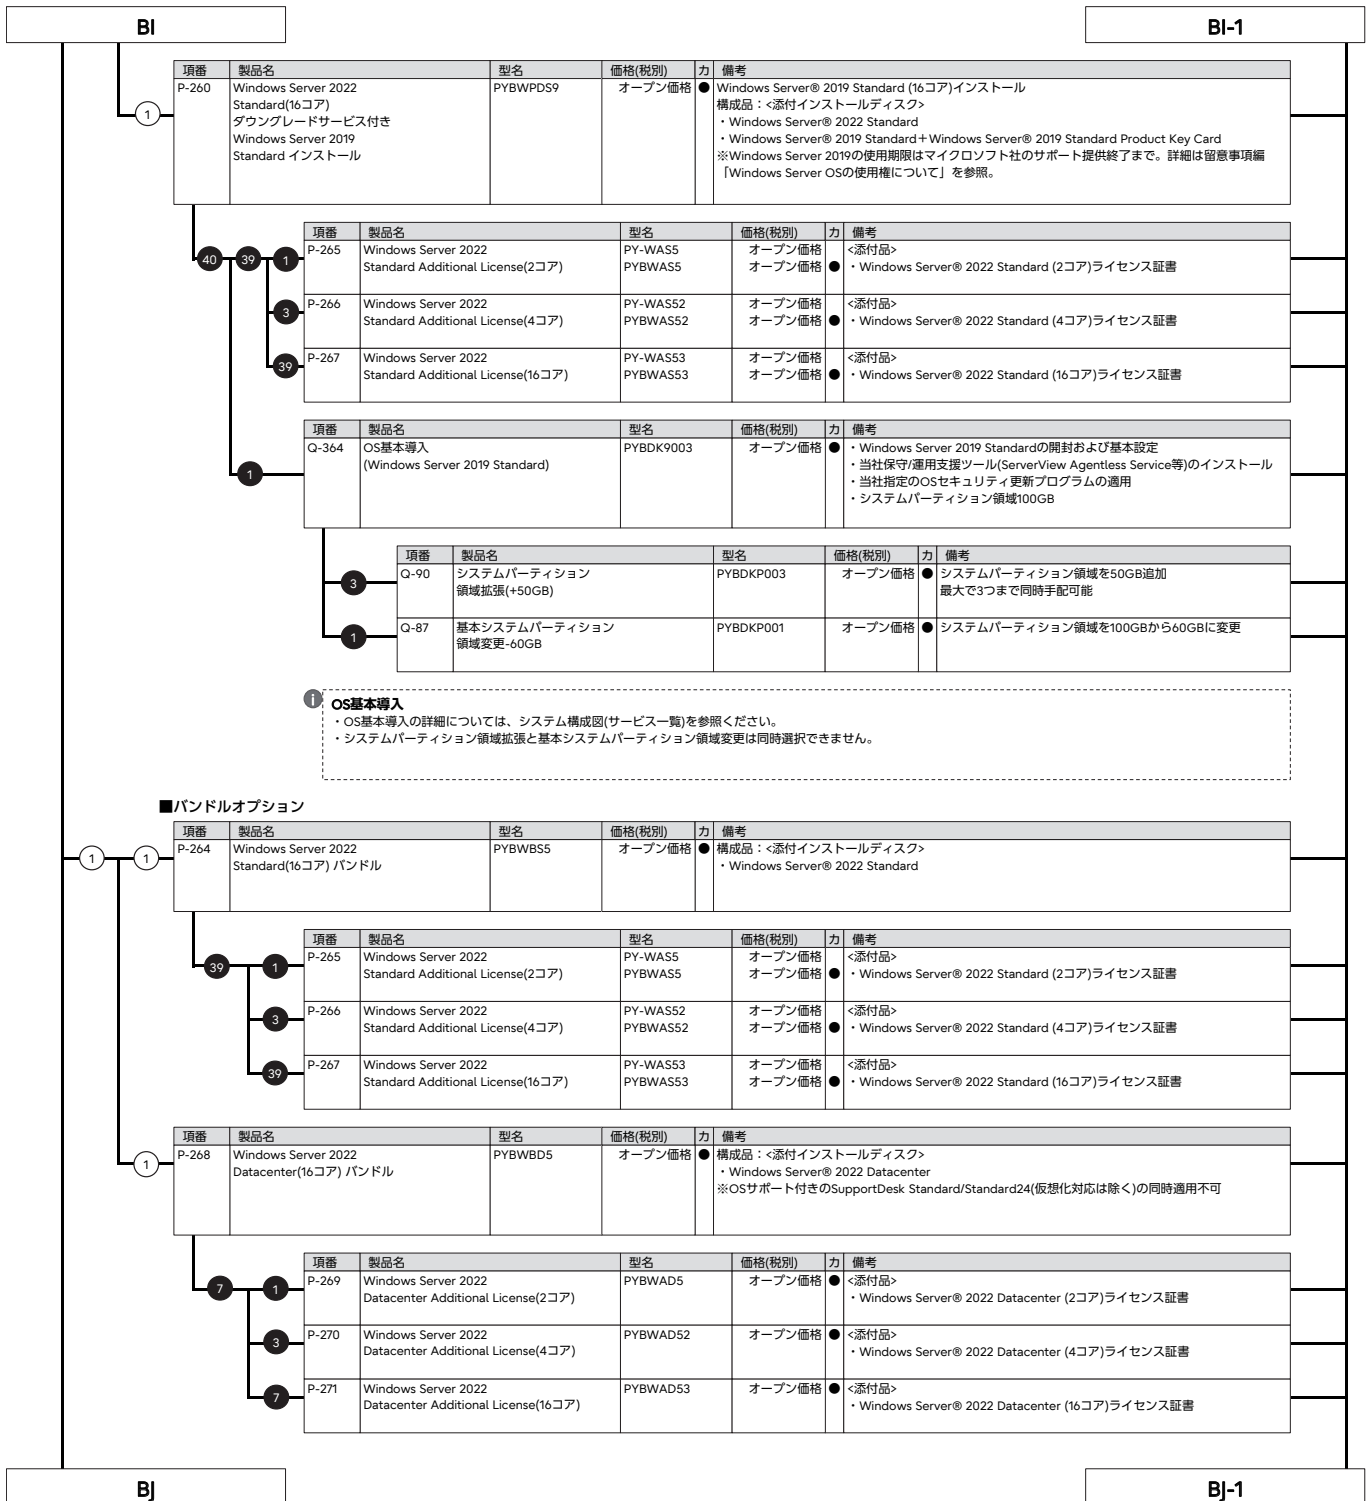 BI
BI-1
項番 製品名 型名 価格(税別) カ 備考
P-260 Windows Server 2022 PYBWPDS9 オープン価格 ● Windows Server® 2019 Standard (16コア)インストール
Standard(16コア) 構成品：<添付インストールディスク>
ダウングレードサービス付き ・Windows Server® 2022 Standard
Windows Server 2019 ・Windows Server® 2019 Standard＋Windows Server® 2019 Standard Product Key Card
Standard インストール ※Windows Server 2019の使用期限はマイクロソフト社のサポート提供終了まで。詳細は留意事項編
「Windows Server OSの使用権について」を参照。
1
項番 製品名 型名 価格(税別) カ 備考
40 39 1 P-265 Windows Server 2022 PY-WAS5 オープン価格 <添付品>
Standard Additional License(2コア) PYBWAS5 オープン価格 ● ・Windows Server® 2022 Standard (2コア)ライセンス証書
3 P-266 Windows Server 2022 PY-WAS52 オープン価格 <添付品>
Standard Additional License(4コア) PYBWAS52 オープン価格 ● ・Windows Server® 2022 Standard (4コア)ライセンス証書
39 P-267 Windows Server 2022 PY-WAS53 オープン価格 <添付品>
Standard Additional License(16コア) PYBWAS53 オープン価格 ● ・Windows Server® 2022 Standard (16コア)ライセンス証書
項番 製品名 型名 価格(税別) カ 備考
Q-364 OS基本導入 PYBDK9003 オープン価格 ● ・Windows Server 2019 Standardの開封および基本設定
(Windows Server 2019 Standard) ・当社保守/運用支援ツール(ServerView Agentless Service等)のインストール
1 ・当社指定のOSセキュリティ更新プログラムの適用
・システムパーティション領域100GB
項番 製品名 型名 価格(税別) カ 備考
3 Q-90 システムパーティション PYBDKP003 オープン価格 ● システムパーティション領域を50GB追加
領域拡張(+50GB) 最大で3つまで同時手配可能
1 Q-87 基本システムパーティション PYBDKP001 オープン価格 ● システムパーティション領域を100GBから60GBに変更
領域変更-60GB
i OS基本導入
・OS基本導入の詳細については、システム構成図(サービス一覧)を参照ください。
・システムパーティション領域拡張と基本システムパーティション領域変更は同時選択できません。
■バンドルオプション
項番 製品名 型名 価格(税別) カ 備考
1 1 P-264 Windows Server 2022 PYBWBS5 オープン価格 ● 構成品：<添付インストールディスク>
Standard(16コア) バンドル ・Windows Server® 2022 Standard
項番 製品名 型名 価格(税別) カ 備考
39 1 P-265 Windows Server 2022 PY-WAS5 オープン価格 <添付品>
Standard Additional License(2コア) PYBWAS5 オープン価格 ● ・Windows Server® 2022 Standard (2コア)ライセンス証書
3 P-266 Windows Server 2022 PY-WAS52 オープン価格 <添付品>
Standard Additional License(4コア) PYBWAS52 オープン価格 ● ・Windows Server® 2022 Standard (4コア)ライセンス証書
39 P-267 Windows Server 2022 PY-WAS53 オープン価格 <添付品>
Standard Additional License(16コア) PYBWAS53 オープン価格 ● ・Windows Server® 2022 Standard (16コア)ライセンス証書
項番 製品名 型名 価格(税別) カ 備考
1 P-268 Windows Server 2022 PYBWBD5 オープン価格 ● 構成品：<添付インストールディスク>
Datacenter(16コア) バンドル ・Windows Server® 2022 Datacenter
※OSサポート付きのSupportDesk Standard/Standard24(仮想化対応は除く)の同時適用不可
項番 製品名 型名 価格(税別) カ 備考
7 1 P-269 Windows Server 2022 PYBWAD5 オープン価格 ● <添付品>
Datacenter Additional License(2コア) ・Windows Server® 2022 Datacenter (2コア)ライセンス証書
3 P-270 Windows Server 2022 PYBWAD52 オープン価格 ● <添付品>
Datacenter Additional License(4コア) ・Windows Server® 2022 Datacenter (4コア)ライセンス証書
7 P-271 Windows Server 2022 PYBWAD53 オープン価格 ● <添付品>
Datacenter Additional License(16コア) ・Windows Server® 2022 Datacenter (16コア)ライセンス証書
BJ
BJ-1